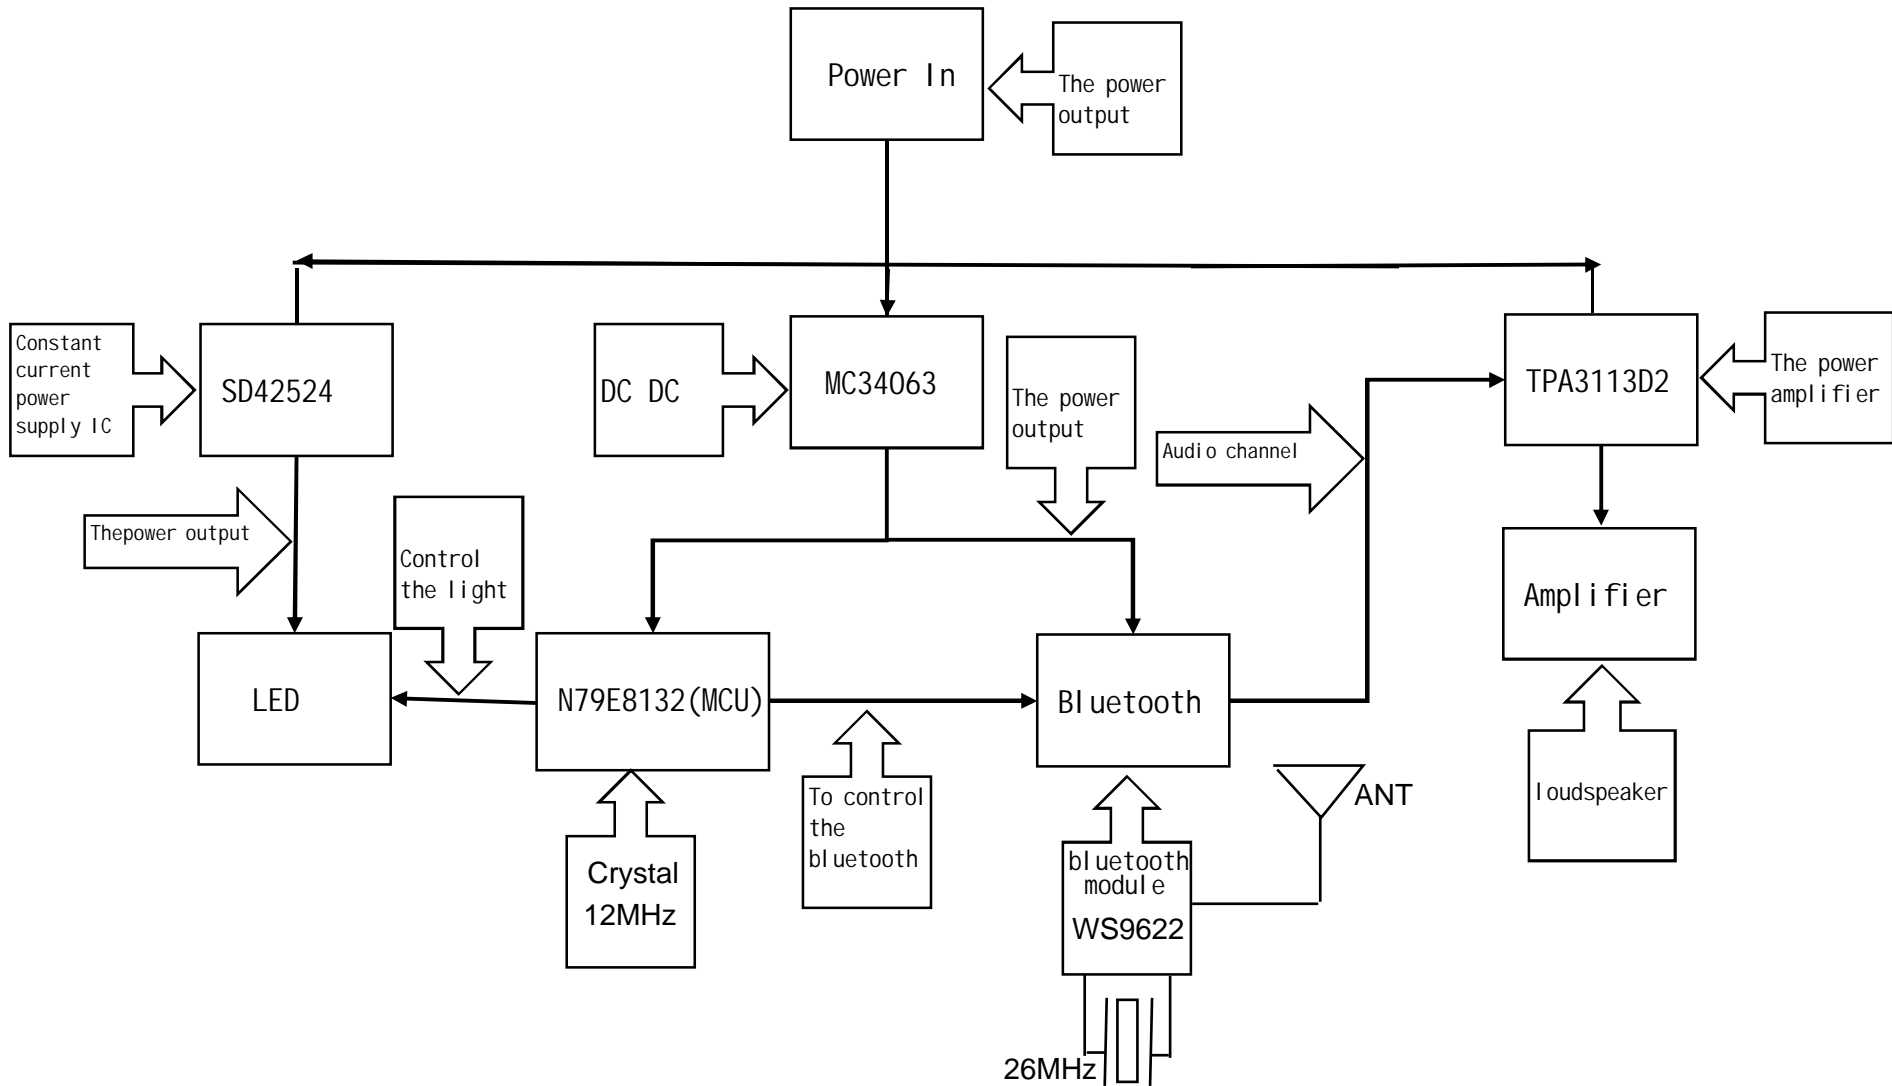 Power In
The power
output
Constant
current
power
supply IC
SD42524
DC DC
MC34063
The power
output
Audio channel
TPA3113D2
The power
amplifier
Thepower output
Control
the light
Amplifier
LED
N79E8132(MCU)
Bluetooth
To control
the
bluetooth
ANT
loudspeaker
Crystal
12MHz
bluetooth
module
WS9622
26MHz